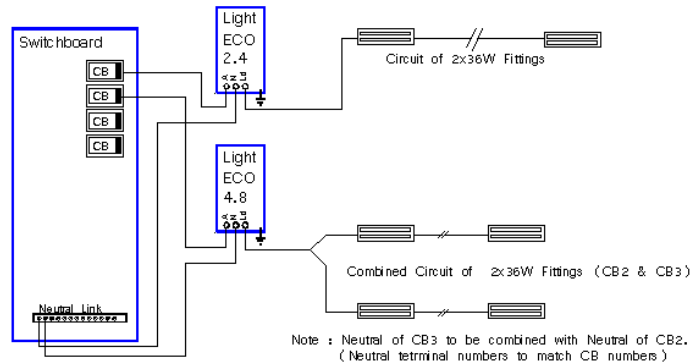 Switchboard
CB
CB
CB
CB
Neutral Link
Light
ECO
2.4
A
N
Ld
Circuit of 2x36W Fittings
Light
ECO
4.8
A
N
Ld
Combined Circuit of 2x36W Fittings (CB2 & CB3)
Note : Neutral of CB3 to be combined with Neutral of CB2.
( Neutral tetrminal numbers to match CB numbers )